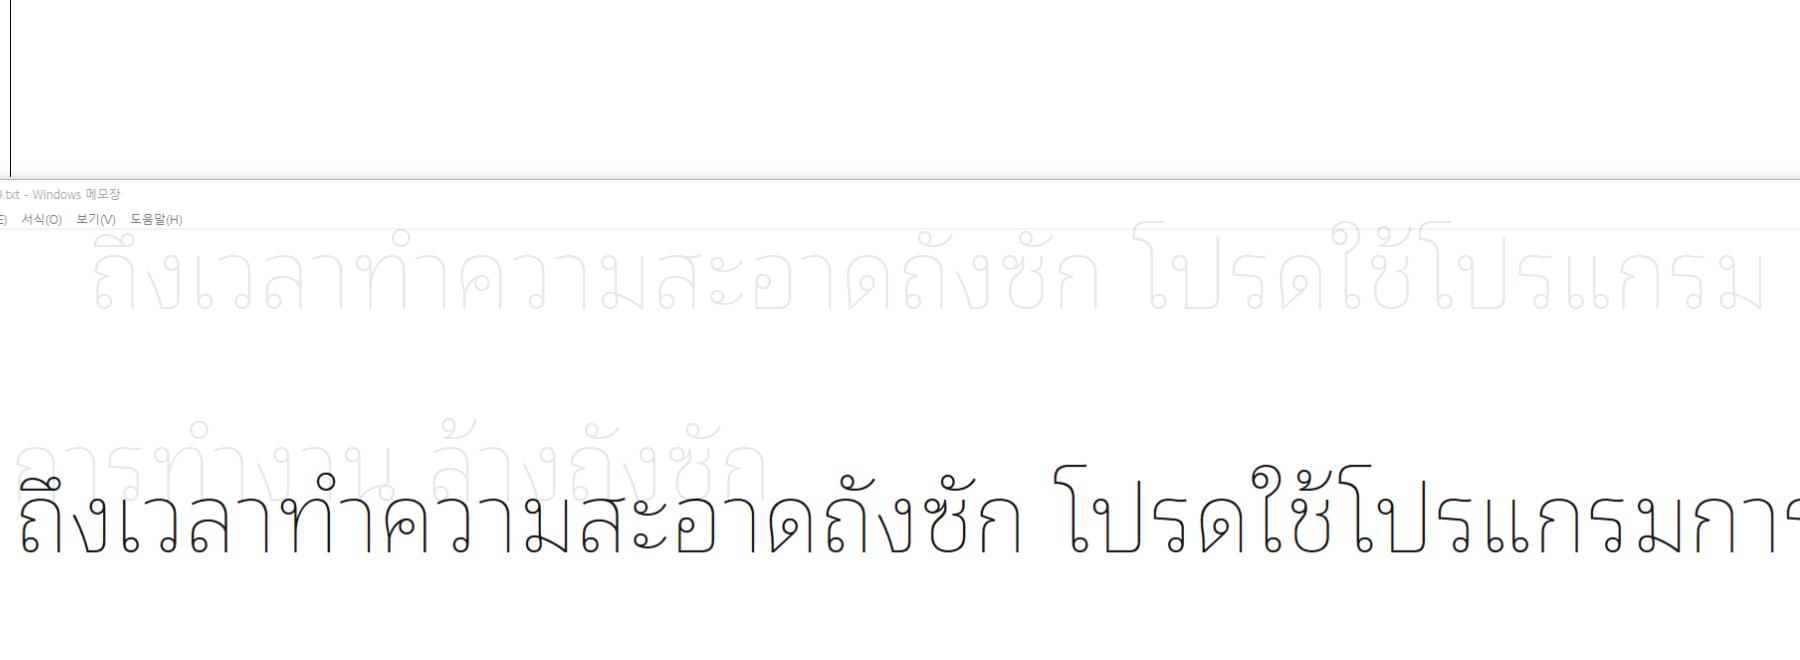 9.txt - Windows 메모장
E) 서식(O) 보기(V) 도움말(H)
ถึงเวลาทำความสะอาดถังซัก โปรดใช้โปรแกรม
การทำงาน ล้างถังซัก
ถึงเวลาทำความสะอาดถังซัก โปรดใช้โปรแกรมการ